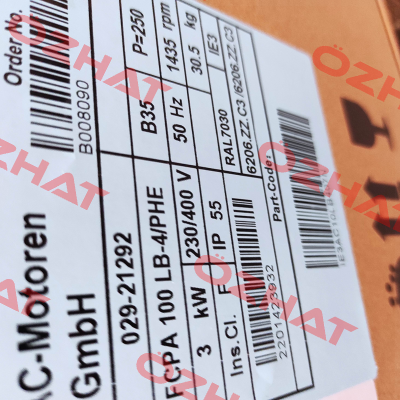 AC-Motoren Order No.
GmbH B008090
029-21292 B35 P=250
FCPA 100 LB-4/PHE 50 Hz 1435 rpm
3 kW 230/400 V 30.5 kg
Ins.Cl. F IP 55 RAL7030 IE3
6206.ZZ.C3 /6206.ZZ.C3
Part-Code:
2201423932
ÖZHAT
ÖZHAT
ÖZHAT
ÖZHAT
ÖZHAT